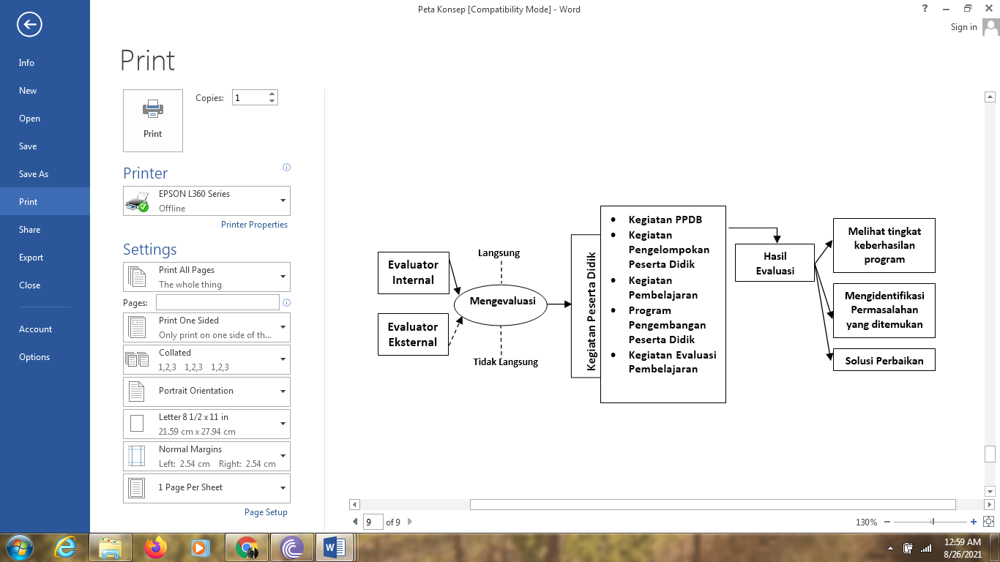 Peta Konsep [Compatibility Mode] - Word
?
Sign in
Info
New
Open
Save
Save As
Print
Share
Export
Close
Account
Options
Print
Print
Copies: 1
Printer
EPSON L360 Series
Offline
Printer Properties
Settings
Print All Pages
The whole thing
Pages:
Print One Sided
Only print on one side of th...
Collated
1,2,3 1,2,3 1,2,3
Portrait Orientation
Letter 8 1/2 x 11 in
21.59 cm x 27.94 cm
Normal Margins
Left: 2.54 cm Right: 2.54 cm
1 Page Per Sheet
Page Setup
Evaluator
Internal
Evaluator
Eksternal
Langsung
Mengevaluasi
Tidak Langsung
Kegiatan Peserta Didik
• Kegiatan PPDB
• Kegiatan
Pengelompokan
Peserta Didik
• Kegiatan
Pembelajaran
• Program
Pengembangan
Peserta Didik
• Kegiatan Evaluasi
Pembelajaran
Hasil
Evaluasi
Melihat tingkat
keberhasilan
program
Mengidentifikasi
Permasalahan
yang ditemukan
Solusi Perbaikan
9 of 9
130%
12:59 AM
8/26/2021